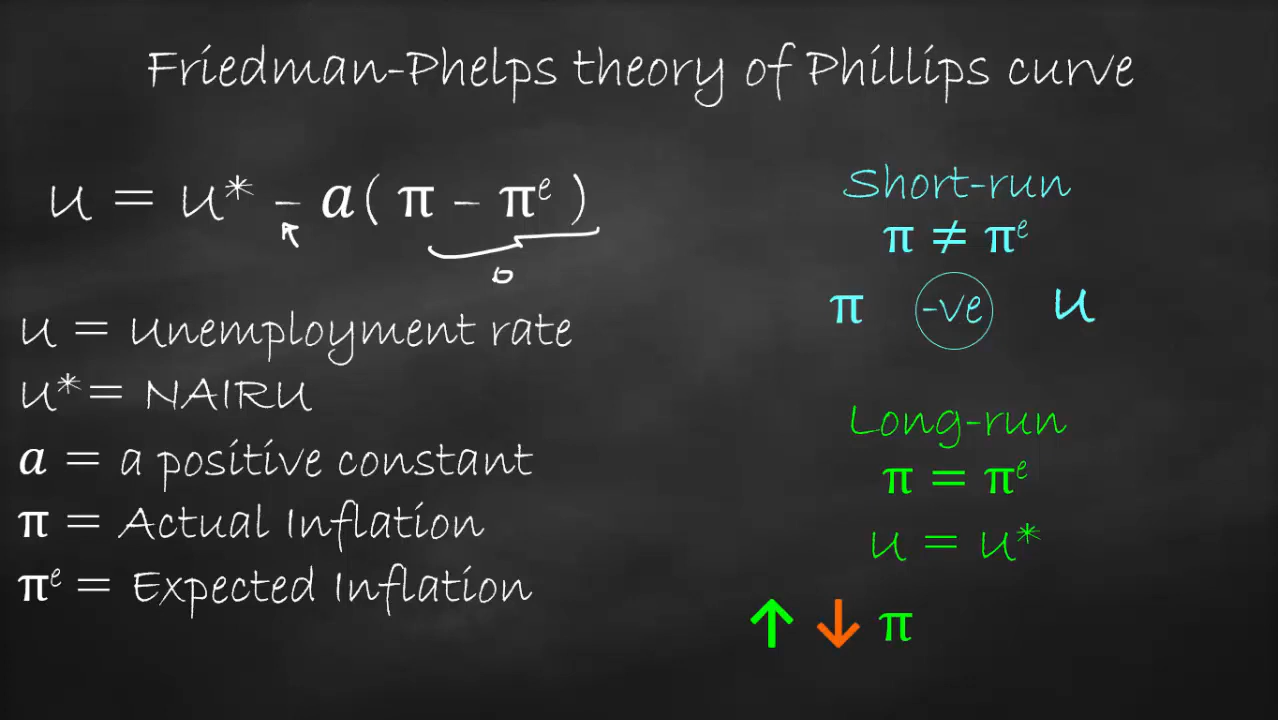 Friedman-Phelps theory of Phillips curve
u = u* - a( π - πᵉ )
0
u = Unemployment rate
u* = NAIRU
a = a positive constant
π = Actual Inflation
πᵉ = Expected Inflation
Short-run
π ≠ πᵉ
π -ve u
Long-run
π = πᵉ
u = u*
↑ ↓ π